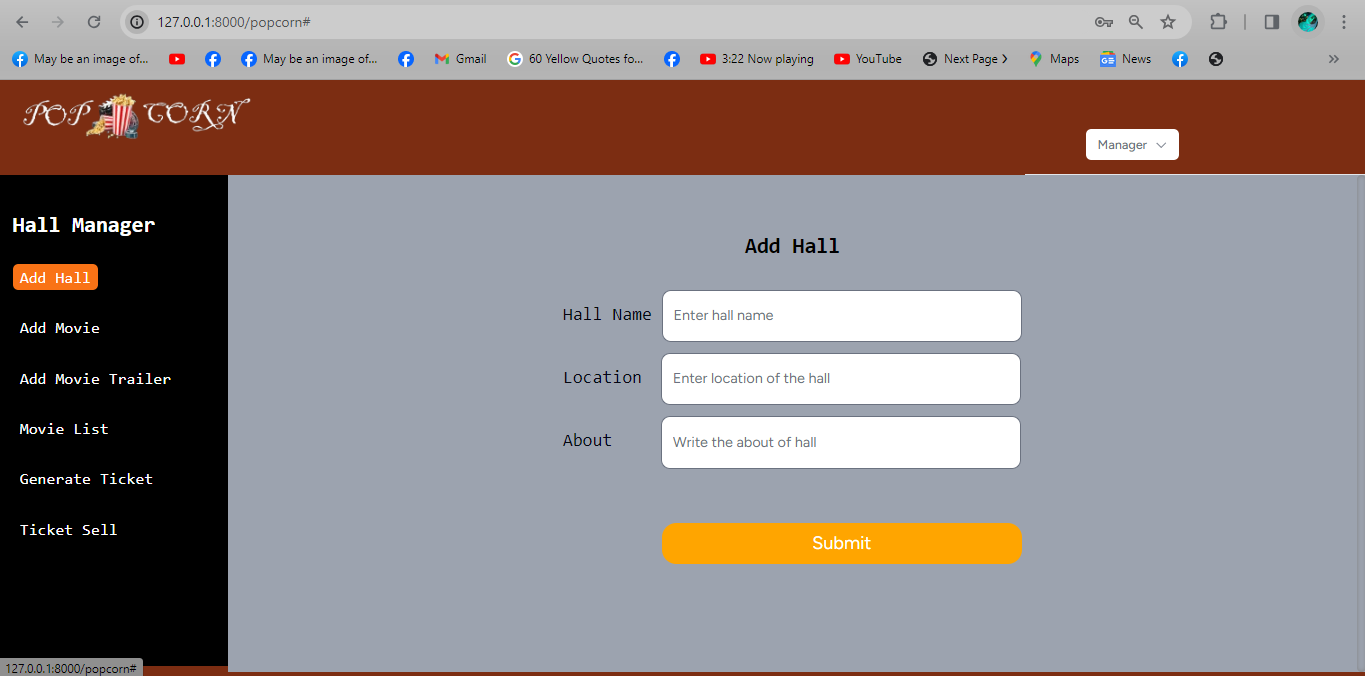 127.0.0.1:8000/popcorn#
May be an image of... May be an image of... Gmail 60 Yellow Quotes fo... 3:22 Now playing YouTube Next Page Maps News
POP CORN
Manager
Hall Manager
Add Hall
Add Movie
Add Movie Trailer
Movie List
Generate Ticket
Ticket Sell
Add Hall
Hall Name Enter hall name
Location Enter location of the hall
About Write the about of hall
Submit
127.0.0.1:8000/popcorn#